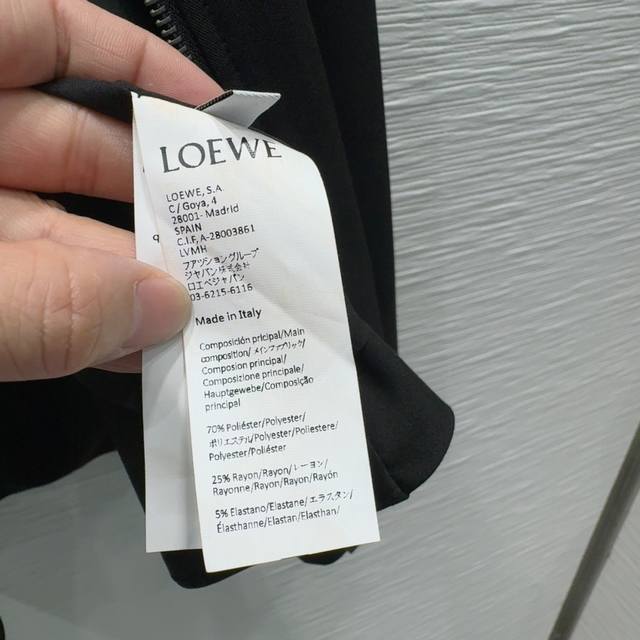 LOEWE
LOEWE, S.A.
C/ Goya, 4
28001- Madrid
SPAIN
C.I.F, A-28003861
LVMH
ファッショングループ
ジャパン株式会社
ロエベジャパン
03-6215-6116
Made in Italy
Composición pricipal/Main
composition/メインファブリック/
Composion principal/
Composizione principale/
Hauptgewebe/Composição
principal
70% Poliéster/Polyester/
ポリエステル/Polyester/Poliestere/
Polyester/Poliéster
25% Rayon/Rayon/レーヨン/
Rayonne/Rayon/Rayon/Rayón
5% Elastano/Elastane/エラスタン/
Élasthanne/Elastan/Elasthan/